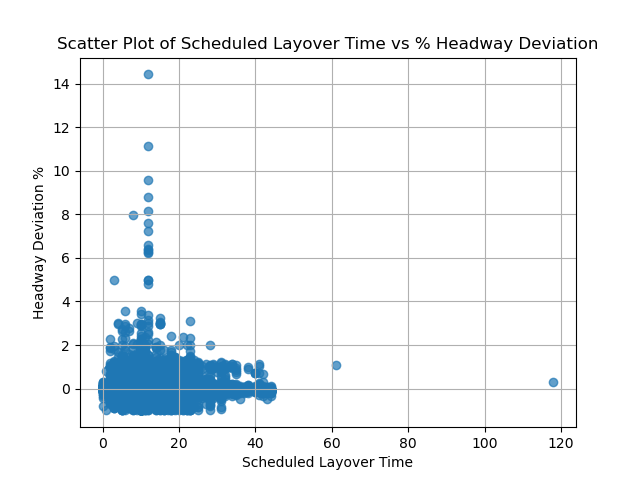 Scatter Plot of Scheduled Layover Time vs % Headway Deviation
14
12
10
8
6
4
2
0
Headway Deviation %
0 20 40 60 80 100 120
Scheduled Layover Time